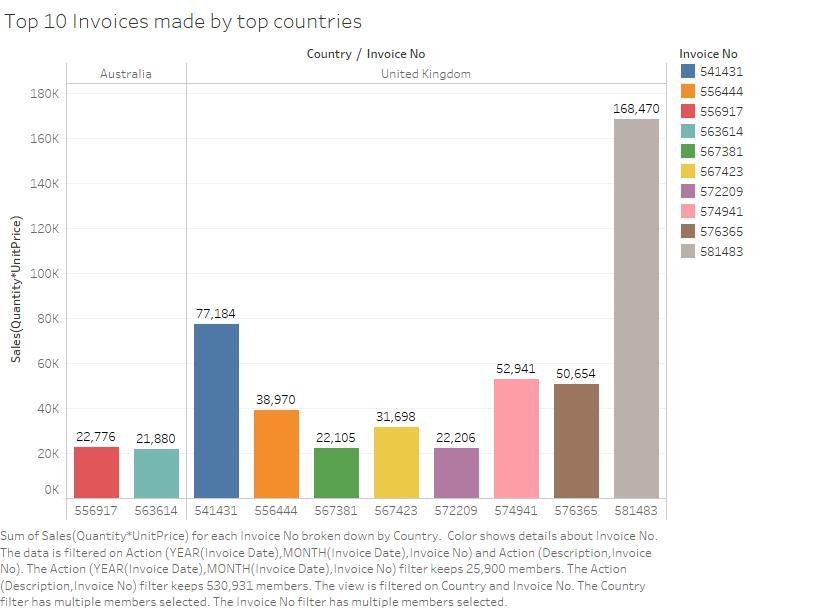 Top 10 Invoices made by top countries
Country / Invoice No
Australia
United Kingdom
Sales(Quantity*UnitPrice)
180K
160K
140K
120K
100K
80K
60K
40K
20K
0K
22,776
21,880
77,184
38,970
22,105
31,698
22,206
52,941
50,654
168,470
556917
563614
541431
556444
567381
567423
572209
574941
576365
581483
Invoice No
541431
556444
556917
563614
567381
567423
572209
574941
576365
581483
Sum of Sales(Quantity*UnitPrice) for each Invoice No broken down by Country. Color shows details about Invoice No.
The data is filtered on Action (YEAR(Invoice Date),MONTH(Invoice Date),Invoice No) and Action (Description,Invoice
No). The Action (YEAR(Invoice Date),MONTH(Invoice Date),Invoice No) filter keeps 25,900 members. The Action
(Description,Invoice No) filter keeps 530,931 members. The view is filtered on Country and Invoice No. The Country
filter has multiple members selected. The Invoice No filter has multiple members selected.